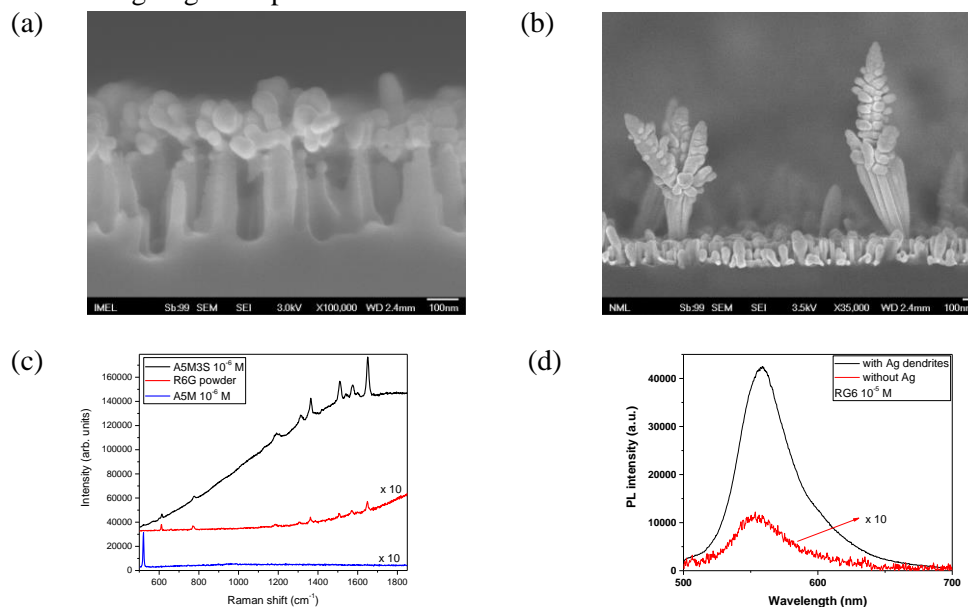 (a)
(b)
IMEL Sb:99 SEM SEI 3.0kV X100,000 WD 2.4mm 100nm
NML Sb:99 SEM SEI 3.5kV X35,000 WD 2.4mm 100n
(c)
A5M3S 10⁻⁶ M
R6G powder
A5M 10⁻⁶ M
x 10
x 10
160000
140000
120000
100000
80000
60000
40000
20000
0
Intensity (arb. units)
600 800 1000 1200 1400 1600 1800
Raman shift (cm⁻¹)
(d)
with Ag dendrites
without Ag
RG6 10⁻⁵ M
x 10
40000
30000
20000
10000
0
PL intensity (a.u.)
500 600 700
Wavelength (nm)